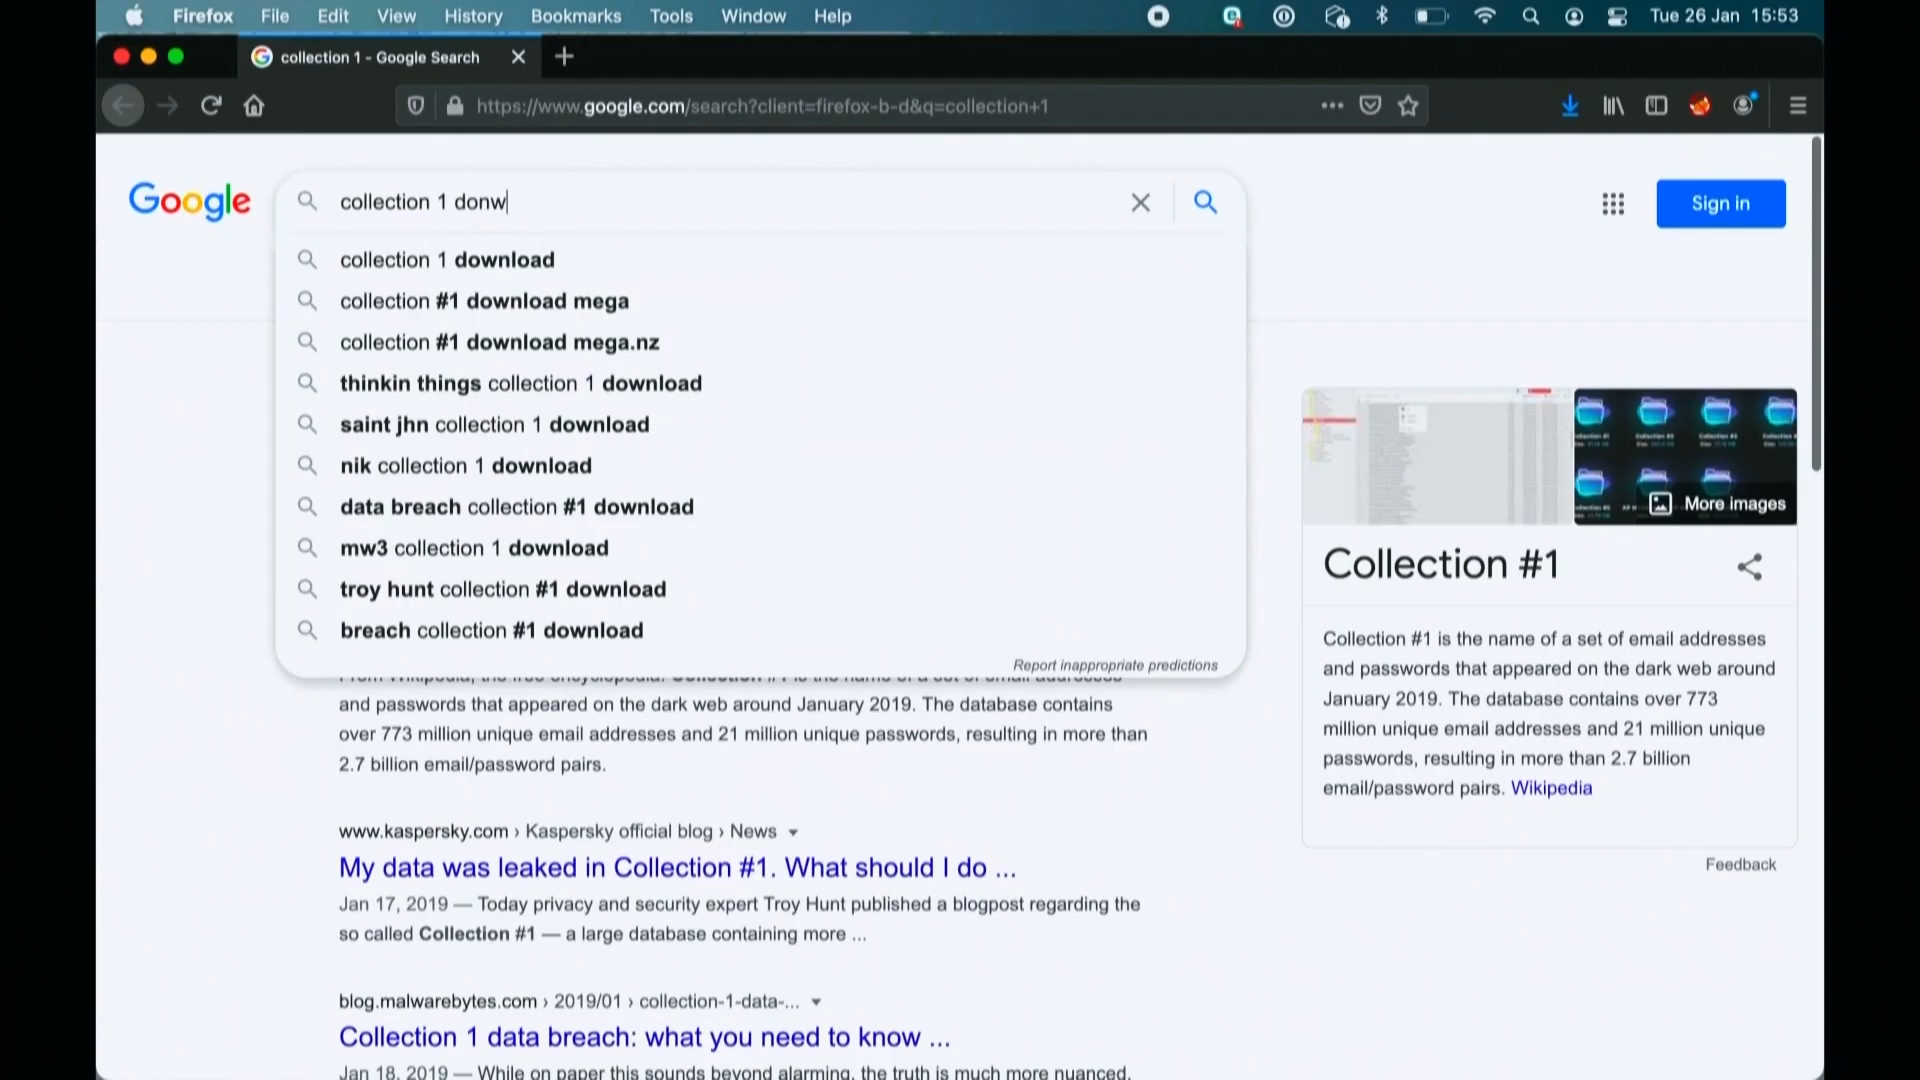 Firefox File Edit View History Bookmarks Tools Window Help Tue 26 Jan 15:53
collection 1 - Google Search
https://www.google.com/search?client=firefox-b-d&q=collection+1
Google
collection 1 donw
Sign in
collection 1 download
collection #1 download mega
collection #1 download mega.nz
thinkin things collection 1 download
saint jhn collection 1 download
nik collection 1 download
data breach collection #1 download
mw3 collection 1 download
troy hunt collection #1 download
breach collection #1 download
Report inappropriate predictions
and passwords that appeared on the dark web around January 2019. The database contains
over 773 million unique email addresses and 21 million unique passwords, resulting in more than
2.7 billion email/password pairs.
www.kaspersky.com › Kaspersky official blog › News
My data was leaked in Collection #1. What should I do ...
Jan 17, 2019 — Today privacy and security expert Troy Hunt published a blogpost regarding the
so called Collection #1 — a large database containing more ...
blog.malwarebytes.com › 2019/01 › collection-1-data-...
Collection 1 data breach: what you need to know ...
Jan 18, 2019 — While on paper this sounds beyond alarming, the truth is much more nuanced.
More images
Collection #1
Collection #1 is the name of a set of email addresses
and passwords that appeared on the dark web around
January 2019. The database contains over 773
million unique email addresses and 21 million unique
passwords, resulting in more than 2.7 billion
email/password pairs. Wikipedia
Feedback